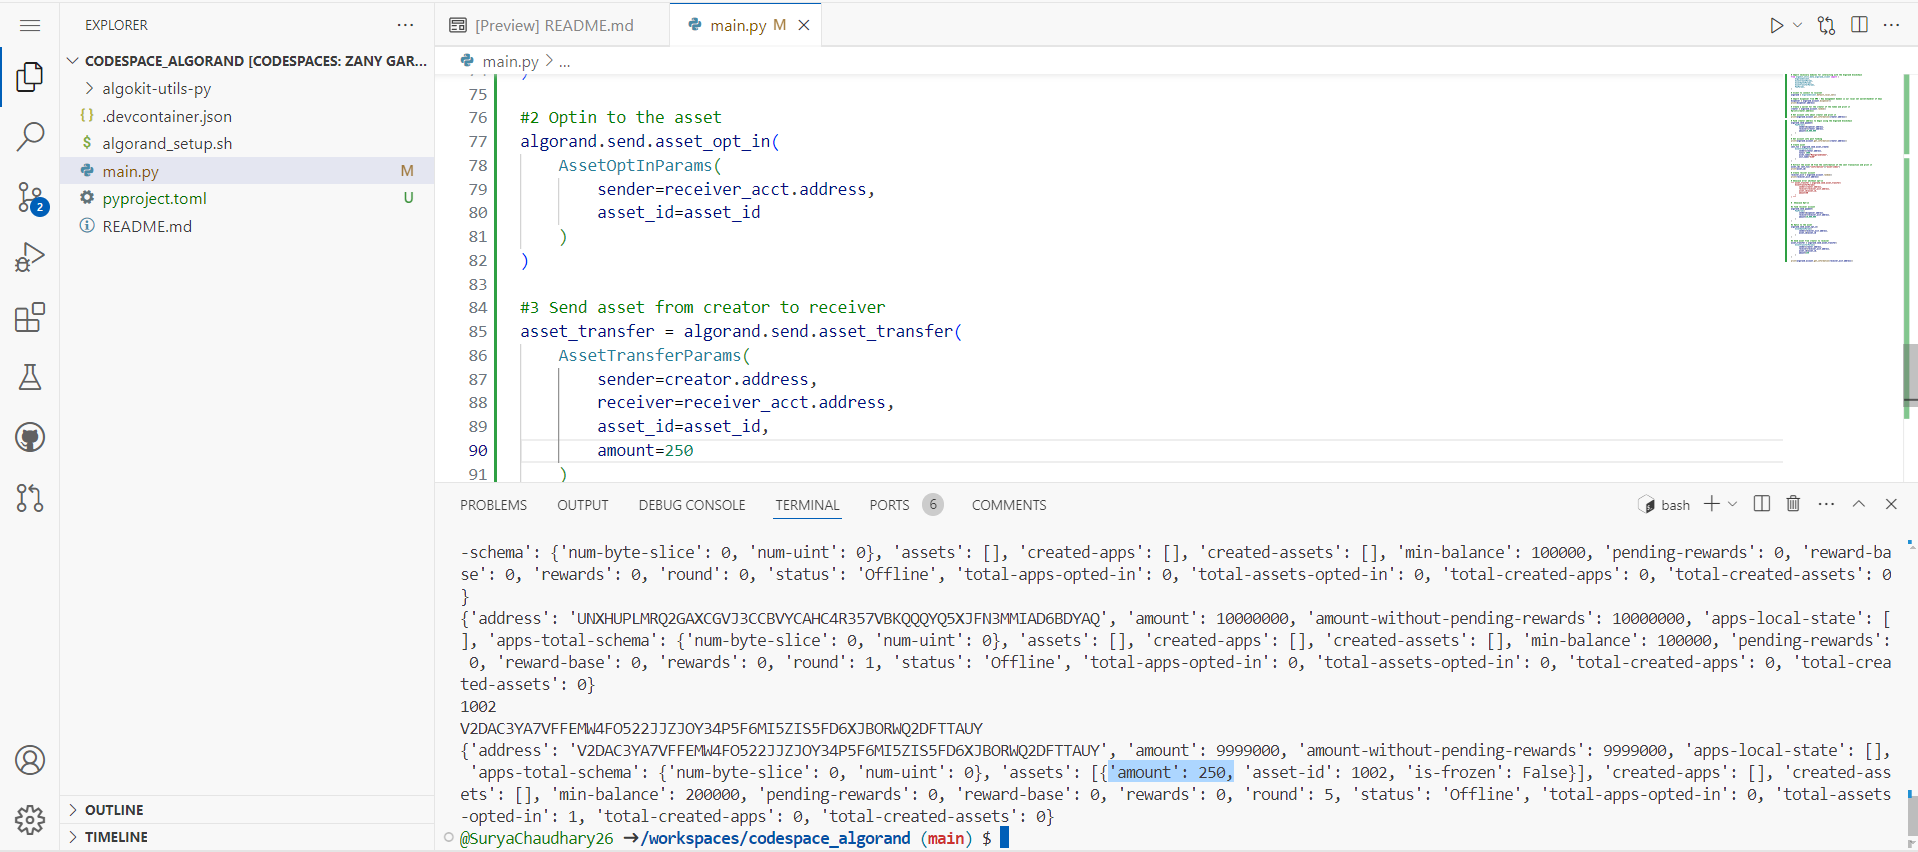 EXPLORER
CODESPACE_ALGORAND [CODESPACES: ZANY GAR...
algokit-utils-py
.devcontainer.json
algorand_setup.sh
main.py M
pyproject.toml U
README.md
2
OUTLINE
TIMELINE
[Preview] README.md
main.py M
main.py > ...
75
76 #2 Optin to the asset
77 algorand.send.asset_opt_in(
78 AssetOptInParams(
79 sender=receiver_acct.address,
80 asset_id=asset_id
81 )
82 )
83
84 #3 Send asset from creator to receiver
85 asset_transfer = algorand.send.asset_transfer(
86 AssetTransferParams(
87 sender=creator.address,
88 receiver=receiver_acct.address,
89 asset_id=asset_id,
90 amount=250
91 )
PROBLEMS OUTPUT DEBUG CONSOLE TERMINAL PORTS 6 COMMENTS
bash
-schema': {'num-byte-slice': 0, 'num-uint': 0}, 'assets': [], 'created-apps': [], 'created-assets': [], 'min-balance': 100000, 'pending-rewards': 0, 'reward-ba
se': 0, 'rewards': 0, 'round': 0, 'status': 'Offline', 'total-apps-opted-in': 0, 'total-assets-opted-in': 0, 'total-created-apps': 0, 'total-created-assets': 0
}
{'address': 'UNXHUPLMRQ2GAXCGVJ3CCBVYCAHC4R357VBKQQQYQ5XJFN3MMIAD6BDYAQ', 'amount': 10000000, 'amount-without-pending-rewards': 10000000, 'apps-local-state': [
], 'apps-total-schema': {'num-byte-slice': 0, 'num-uint': 0}, 'assets': [], 'created-apps': [], 'created-assets': [], 'min-balance': 100000, 'pending-rewards':
0, 'reward-base': 0, 'rewards': 0, 'round': 1, 'status': 'Offline', 'total-apps-opted-in': 0, 'total-assets-opted-in': 0, 'total-created-apps': 0, 'total-crea
ted-assets': 0}
1002
V2DAC3YA7VFFEMW4FO522JJZJOY34P5F6MI5ZIS5FD6XJBORWQ2DFTTAUY
{'address': 'V2DAC3YA7VFFEMW4FO522JJZJOY34P5F6MI5ZIS5FD6XJBORWQ2DFTTAUY', 'amount': 9999000, 'amount-without-pending-rewards': 9999000, 'apps-local-state': [],
'apps-total-schema': {'num-byte-slice': 0, 'num-uint': 0}, 'assets': [{'amount': 250, 'asset-id': 1002, 'is-frozen': False}], 'created-apps': [], 'created-ass
ets': [], 'min-balance': 200000, 'pending-rewards': 0, 'reward-base': 0, 'rewards': 0, 'round': 5, 'status': 'Offline', 'total-apps-opted-in': 0, 'total-assets
-opted-in': 1, 'total-created-apps': 0, 'total-created-assets': 0}
@SuryaChaudhary26 ➜/workspaces/codespace_algorand (main) $